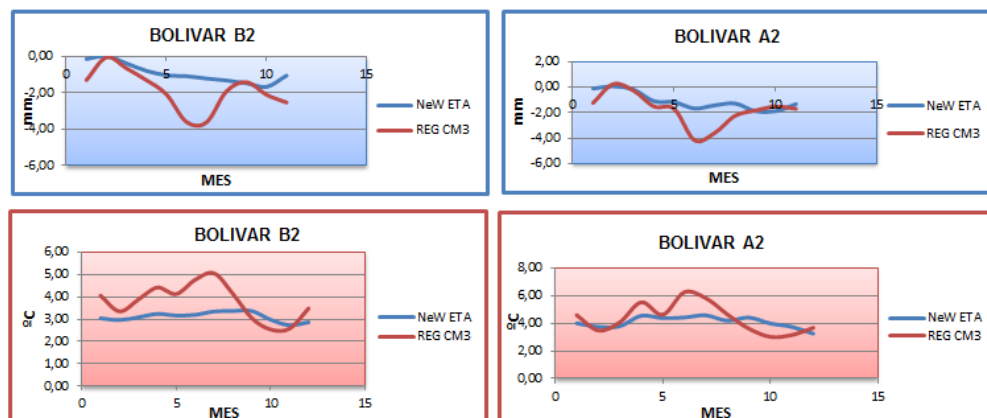 BOLIVAR B2
0,00
-2,00
-4,00
-6,00
0 5 10 15
mm
MES
NeW ETA
REG CM3
BOLIVAR A2
2,00
0,00
-2,00
-4,00
-6,00
0 5 10 15
mm
MES
NeW ETA
REG CM3
BOLIVAR B2
6,00
5,00
4,00
3,00
2,00
1,00
0,00
0 5 10 15
ºC
MES
NeW ETA
REG CM3
BOLIVAR A2
8,00
6,00
4,00
2,00
0,00
0 5 10 15
ºC
MES
NeW ETA
REG CM3